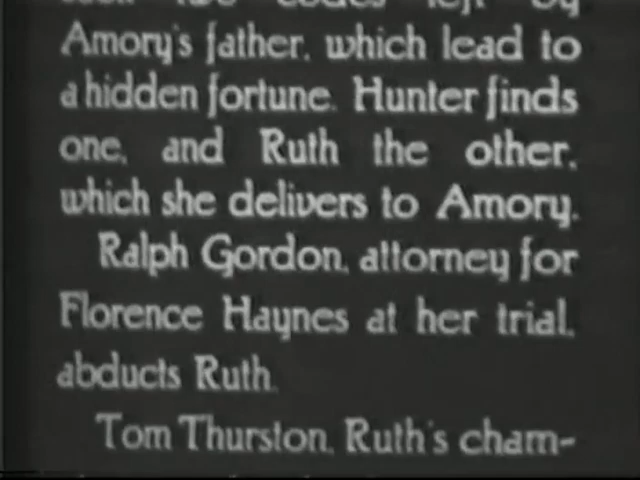 Amory's father, which lead to
a hidden fortune. Hunter finds
one, and Ruth the other,
which she delivers to Amory.
Ralph Gordon, attorney for
Florence Haynes at her trial,
abducts Ruth.
Tom Thurston, Ruth's cham-